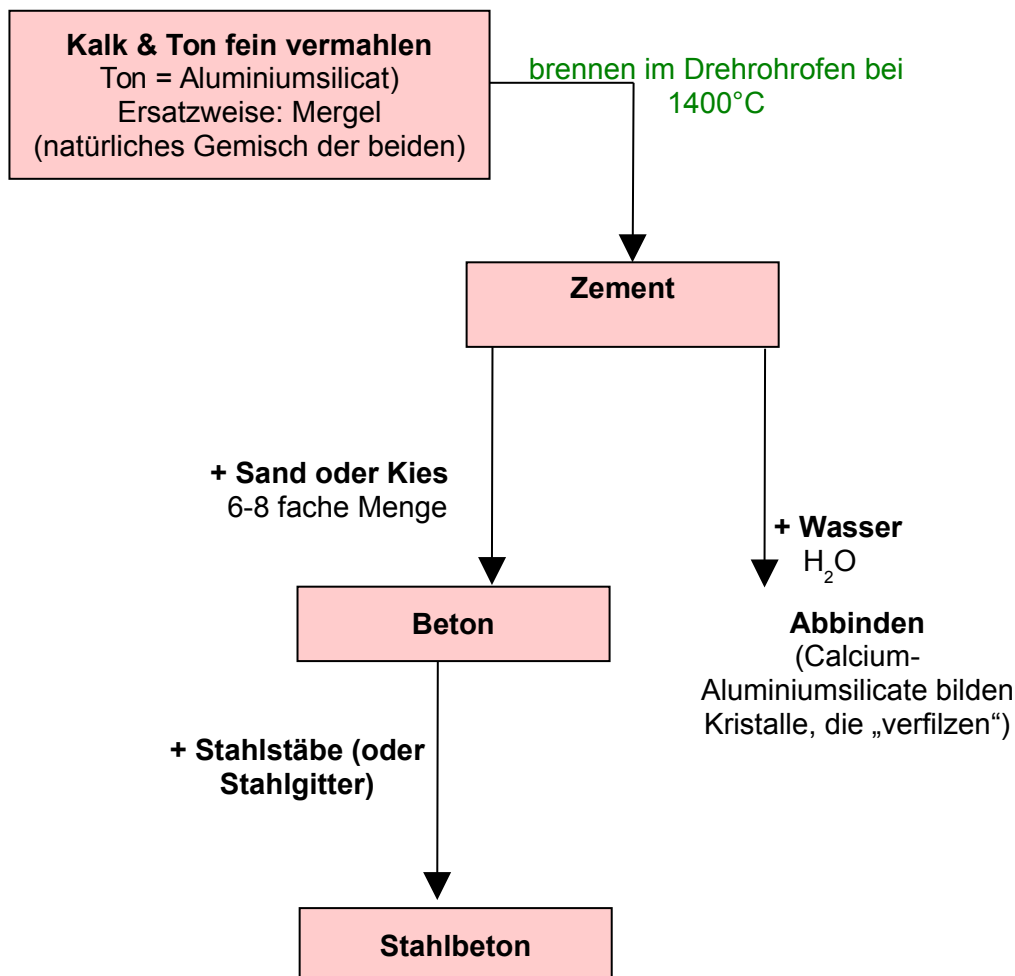 Kalk & Ton fein vermahlen
Ton = Aluminiumsilicat)
Ersatzweise: Mergel
(natürliches Gemisch der beiden)
brennen im Drehrohrofen bei
1400°C
Zement
+ Sand oder Kies
6-8 fache Menge
+ Wasser
H₂O
Beton
Abbinden
(Calcium-
Aluminiumsilicate bilden
Kristalle, die „verfilzen“)
+ Stahlstäbe (oder
Stahlgitter)
Stahlbeton